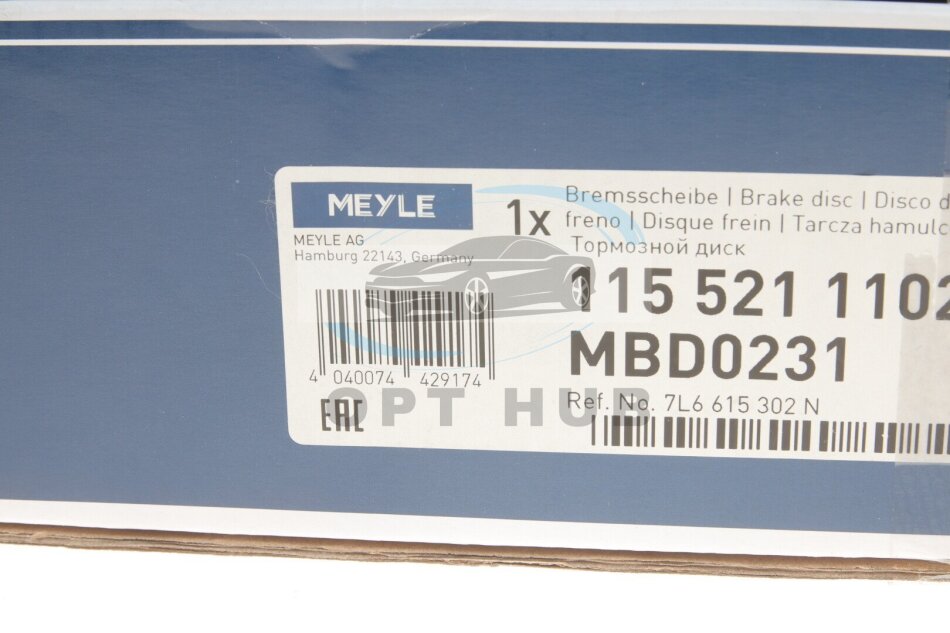 MEYLE
MEYLE AG
Hamburg 22143, Germany
1x
Bremsscheibe | Brake disc | Disco d
freno | Disque frein | Tarcza hamulc
Тормозной диск
115 521 1102
MBD0231
Ref. No. 7L6 615 302 N
4 040074 429174
EAC
OPT HUB